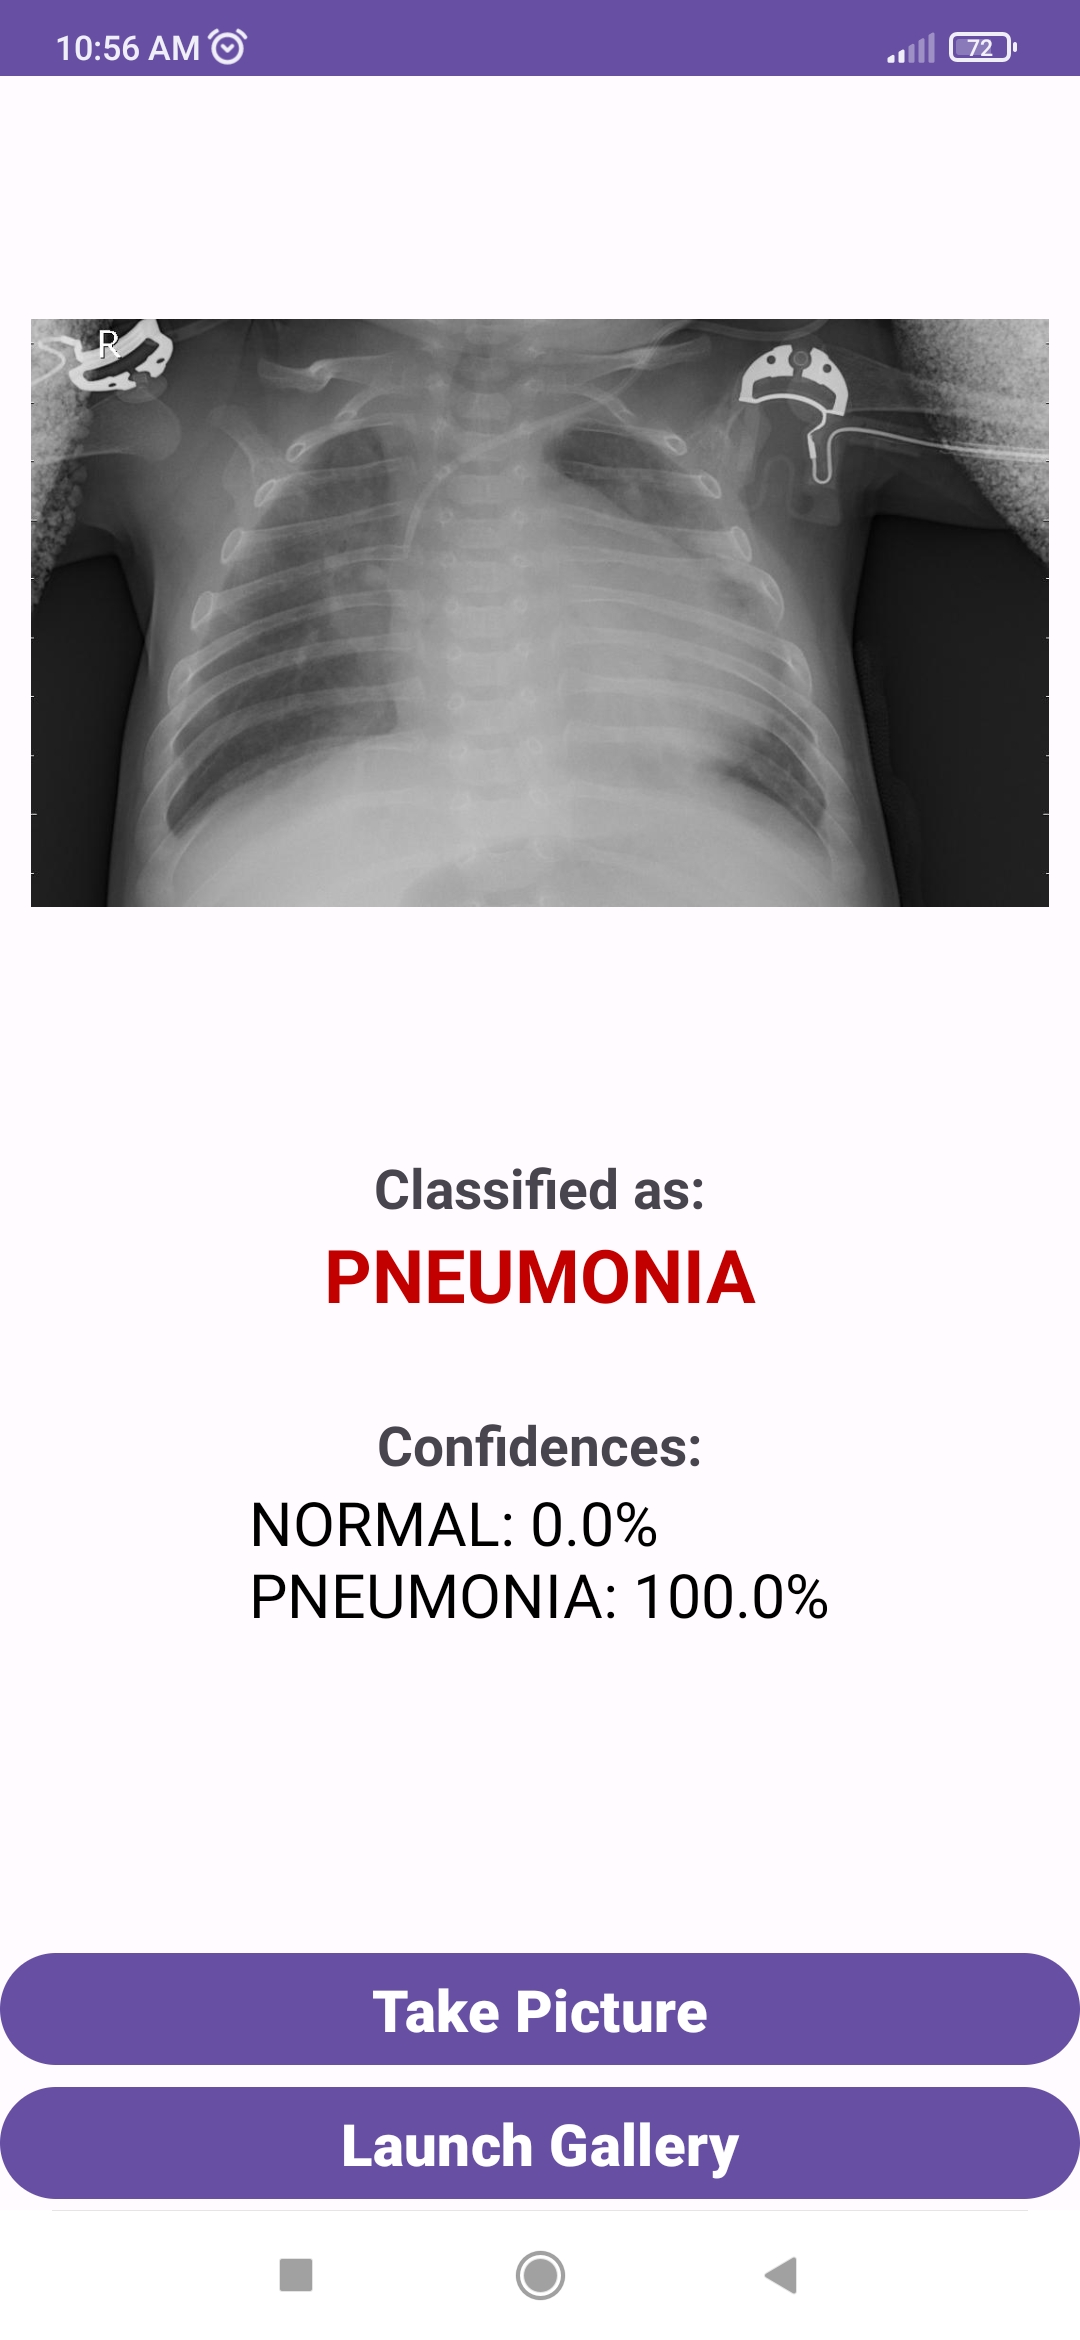 10:56 AM
72
R
Classified as:
PNEUMONIA
Confidences:
NORMAL: 0.0%
PNEUMONIA: 100.0%
Take Picture
Launch Gallery